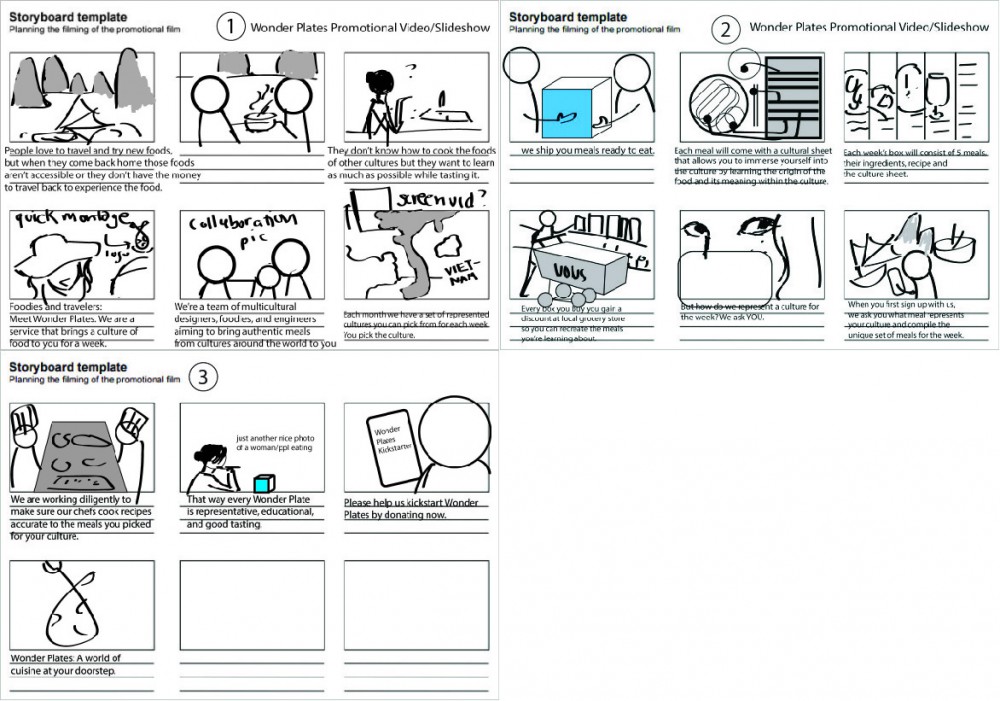 Storyboard template
Planning the filming of the promotional film
1
Wonder Plates Promotional Video/Slideshow
People love to travel and try new foods,
but when they come back home those foods
aren't accessible or they don't have the money
to travel back to experience the food.
?
They don't know how to cook the foods
of other cultures but they want to learn
as much as possible while tasting it.
quick montage
logo
Foodies and travelers:
Meet Wonder Plates. We are a
service that brings a culture of
food to you for a week.
collaboration
pic
We're a team of multicultural
designers, foodies, and engineers
aiming to bring authentic meals
from cultures around the world to you
screen vid?
VIET-
NAM
Each month we have a set of represented
cultures you can pick from for each week.
You pick the culture.
Storyboard template
Planning the filming of the promotional film
2
Wonder Plates Promotional Video/Slideshow
we ship you meals ready to eat.
Each meal will come with a cultural sheet
that allows you to immerse yourself into
the culture by learning the origin of the
food and its meaning within the culture.
Each week's box will consist of 5 meals,
their ingredients, recipe and
the culture sheet.
VOUS
Every box you buy you gair a
discount at local grocery store
so you can recreate the meals
you're learning about.
But how do we represent a culture for
the week? We ask YOU.
When you first sign up with us,
we ask you what meal represents
your culture and compile the
unique set of meals for the week.
Storyboard template
Planning the filming of the promotional film
3
We are working diligently to
make sure our chefs cook recipes
accurate to the meals you picked
for your culture.
just another nice photo
of a woman/ppl eating
That way every Wonder Plate
is representative, educational,
and good tasting.
Wonder
Plates
Kickstarter
Please help us kickstart Wonder
Plates by donating now.
Wonder Plates: A world of
cuisine at your doorstep.